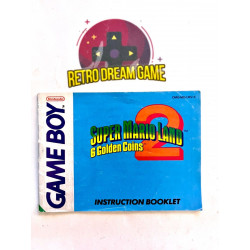 RETRO DREAM GAME
Nintendo
GAME BOY
SUPER MARIO LAND
2
6 Golden Coins
INSTRUCTION BOOKLET